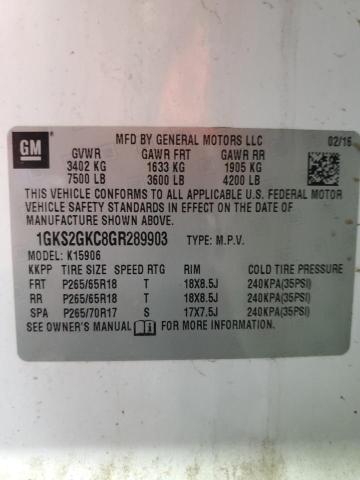 GM
MFD BY GENERAL MOTORS LLC 02/16
GVWR GAWR FRT GAWR RR
3402 KG 1633 KG 1905 KG
7500 LB 3600 LB 4200 LB
THIS VEHICLE CONFORMS TO ALL APPLICABLE U.S. FEDERAL MOTOR
VEHICLE SAFETY STANDARDS IN EFFECT ON THE DATE OF
MANUFACTURE SHOWN ABOVE.
1GKS2GKC8GR289903 TYPE: M.P.V.
MODEL: K15906
KKPP TIRE SIZE SPEED RTG RIM COLD TIRE PRESSURE
FRT P265/65R18 T 18X8.5J 240KPA(35PSI)
RR P265/65R18 T 18X8.5J 240KPA(35PSI)
SPA P265/70R17 S 17X7.5J 240KPA(35PSI)
SEE OWNER'S MANUAL FOR MORE INFORMATION.